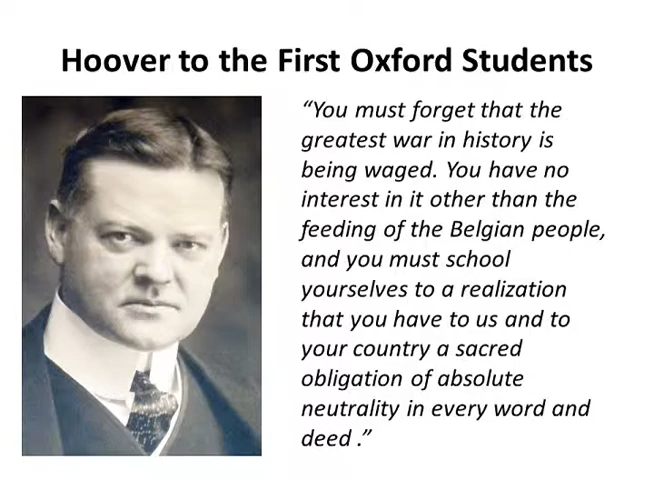 Hoover to the First Oxford Students
“You must forget that the
greatest war in history is
being waged. You have no
interest in it other than the
feeding of the Belgian people,
and you must school
yourselves to a realization
that you have to us and to
your country a sacred
obligation of absolute
neutrality in every word and
deed .”